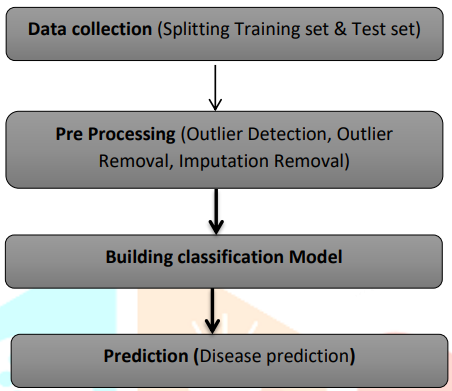 Data collection (Splitting Training set & Test set)
Pre Processing (Outlier Detection, Outlier
Removal, Imputation Removal)
Building classification Model
Prediction (Disease prediction)